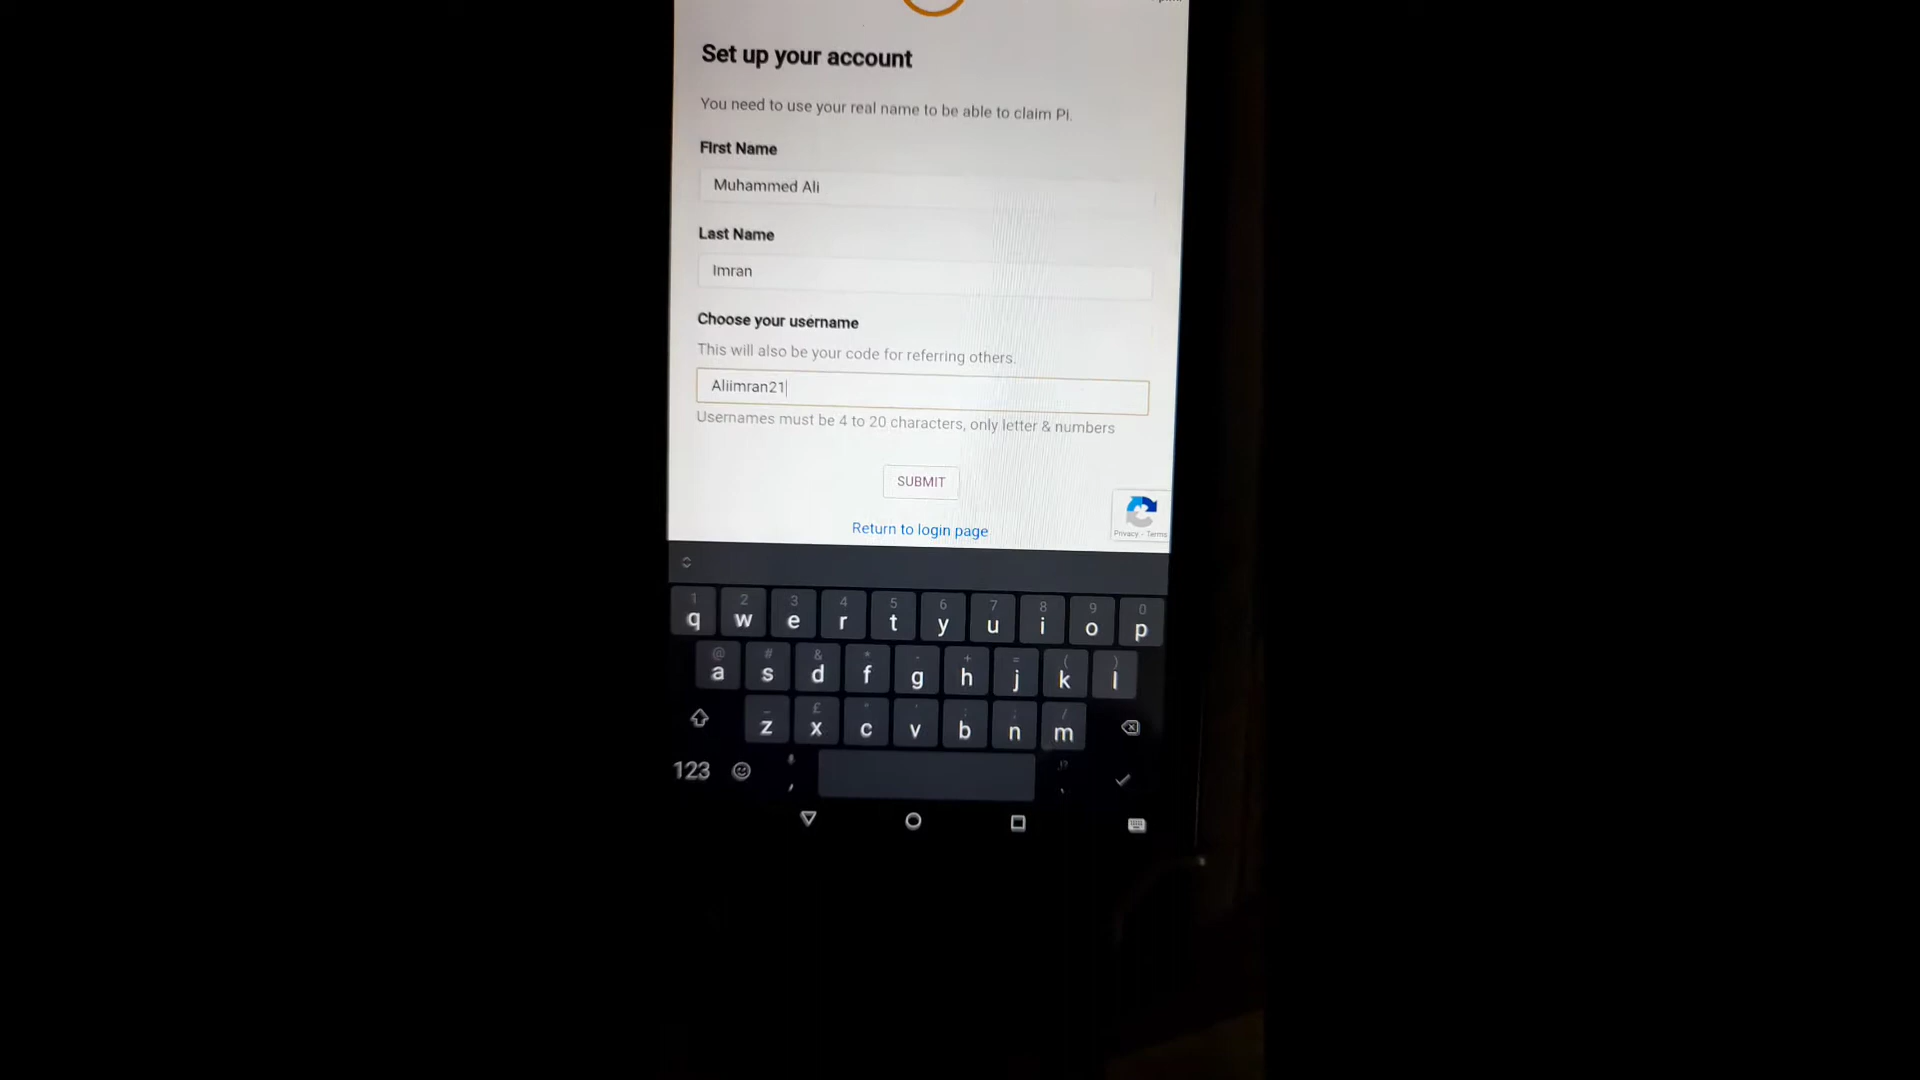 Set up your account
You need to use your real name to be able to claim Pi.
First Name
Muhammed Ali
Last Name
Imran
Choose your username
This will also be your code for referring others.
Aliimran21
Usernames must be 4 to 20 characters, only letter & numbers
SUBMIT
Privacy - Terms
Return to login page
1 2 3 4 5 6 7 8 9 0
q w e r t y u i o p
@ # & * - + = ( )
a s d f g h j k l
_ £ " ' : ; /
z x c v b n m
123 , !? .